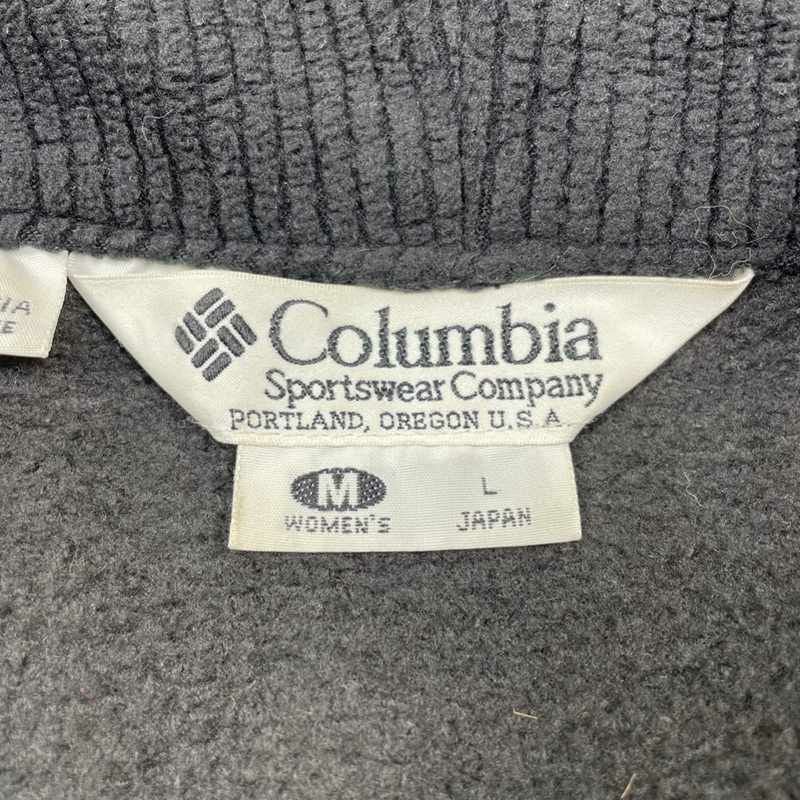 Columbia
Sportswear Company
PORTLAND, OREGON U.S.A.
M L
WOMEN'S JAPAN